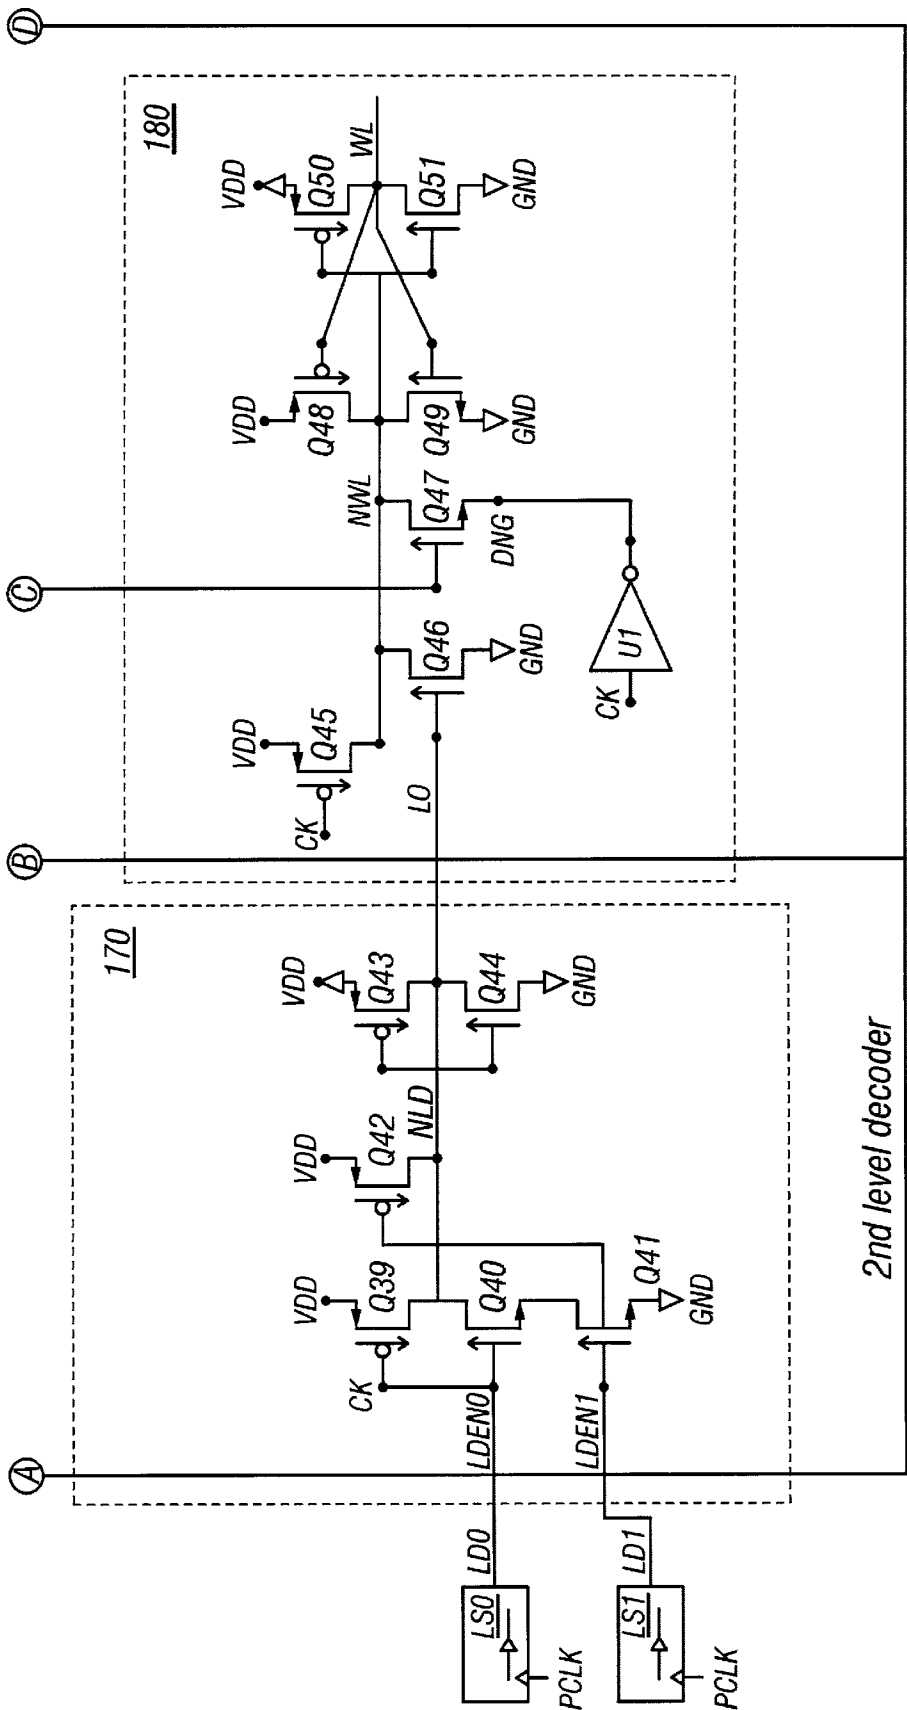 A
B
C
D
170
180
VDD
Q39
CK
Q40
LDEN0
LD0
LS0
PCLK
Q41
GND
LDEN1
LD1
LS1
PCLK
VDD
Q42
NLD
VDD
Q43
Q44
GND
LO
VDD
Q45
CK
Q46
GND
NWL
Q47
DNG
U1
CK
VDD
Q48
Q49
GND
VDD
Q50
WL
Q51
GND
2nd level decoder